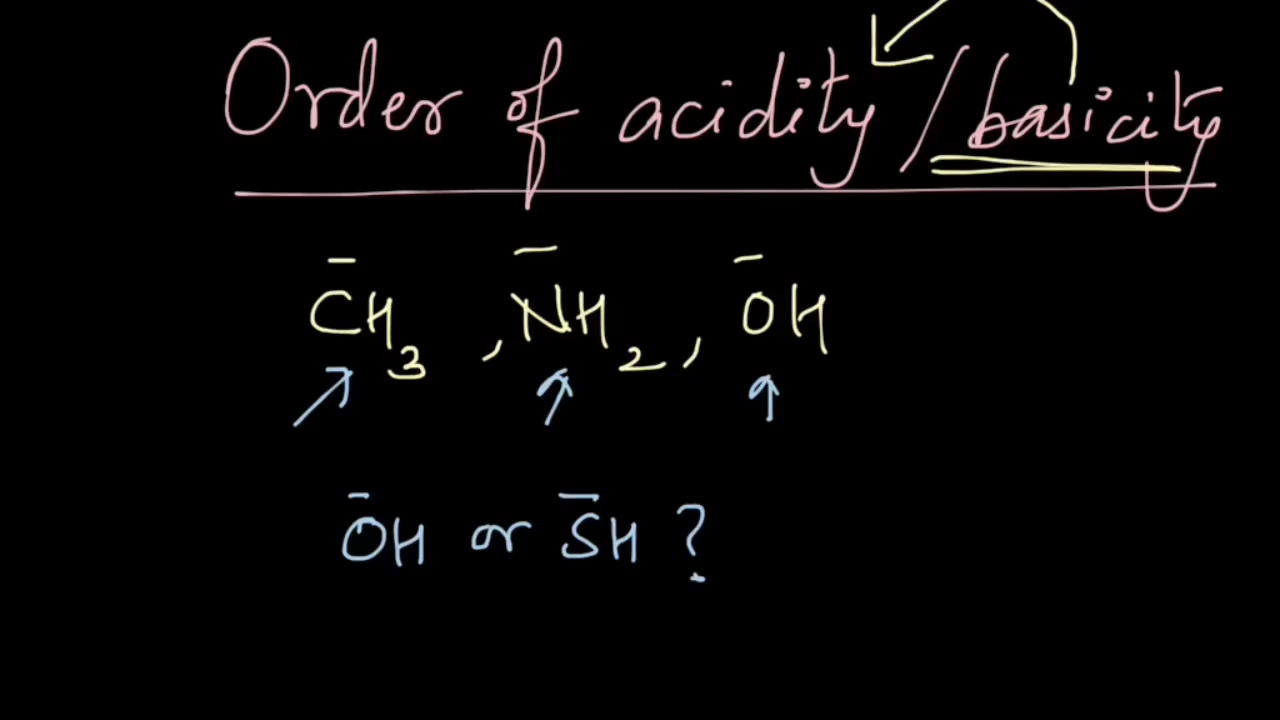 Order of acidity / basicity
C̄H₃ , N̄H₂ , ŌH
ŌH or S̄H ?